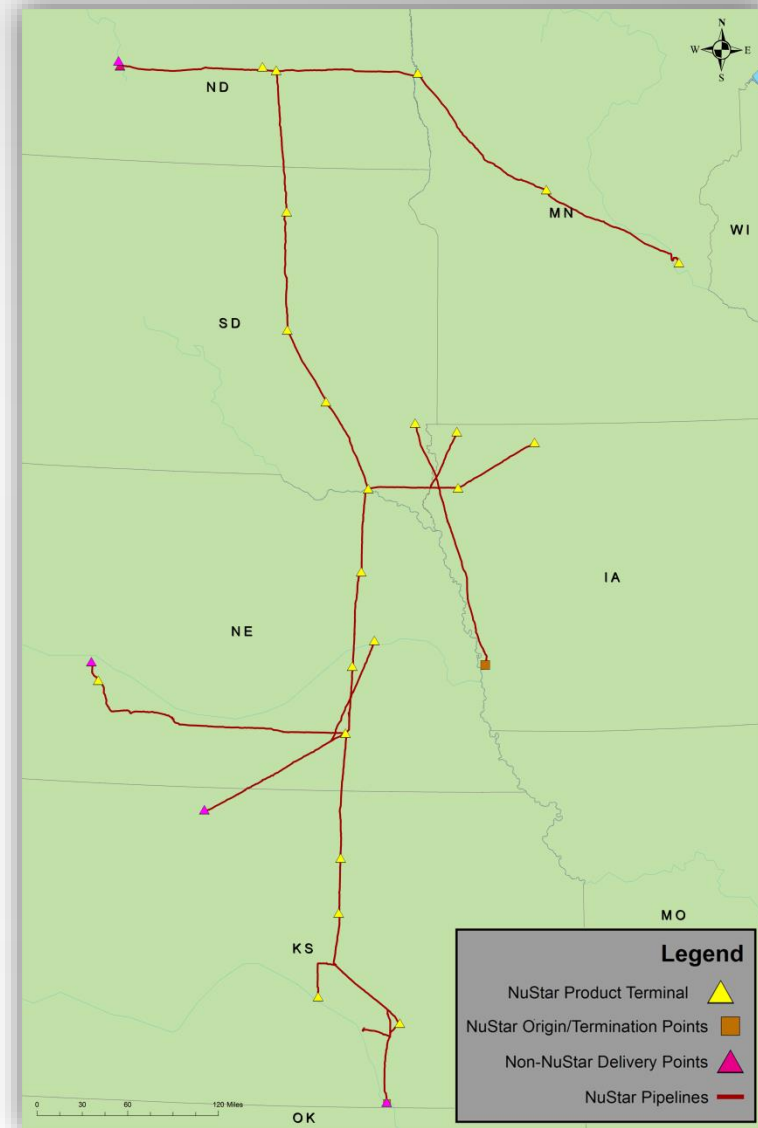 N
W E
S
ND
MN
WI
SD
IA
NE
MO
KS
OK
0 30 60 120 Miles
Legend
NuStar Product Terminal
NuStar Origin/Termination Points
Non-NuStar Delivery Points
NuStar Pipelines